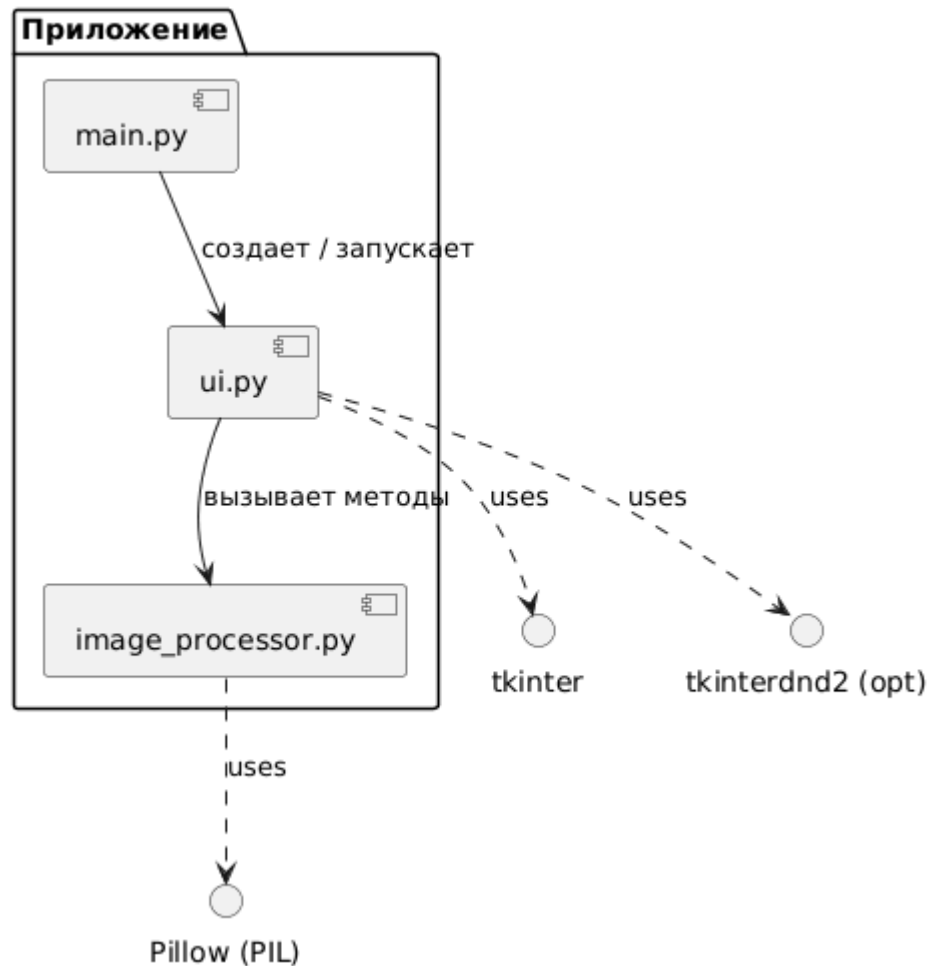 Приложение
main.py
создает / запускает
ui.py
вызывает методы
uses
uses
image_processor.py
tkinter
tkinterdnd2 (opt)
uses
Pillow (PIL)